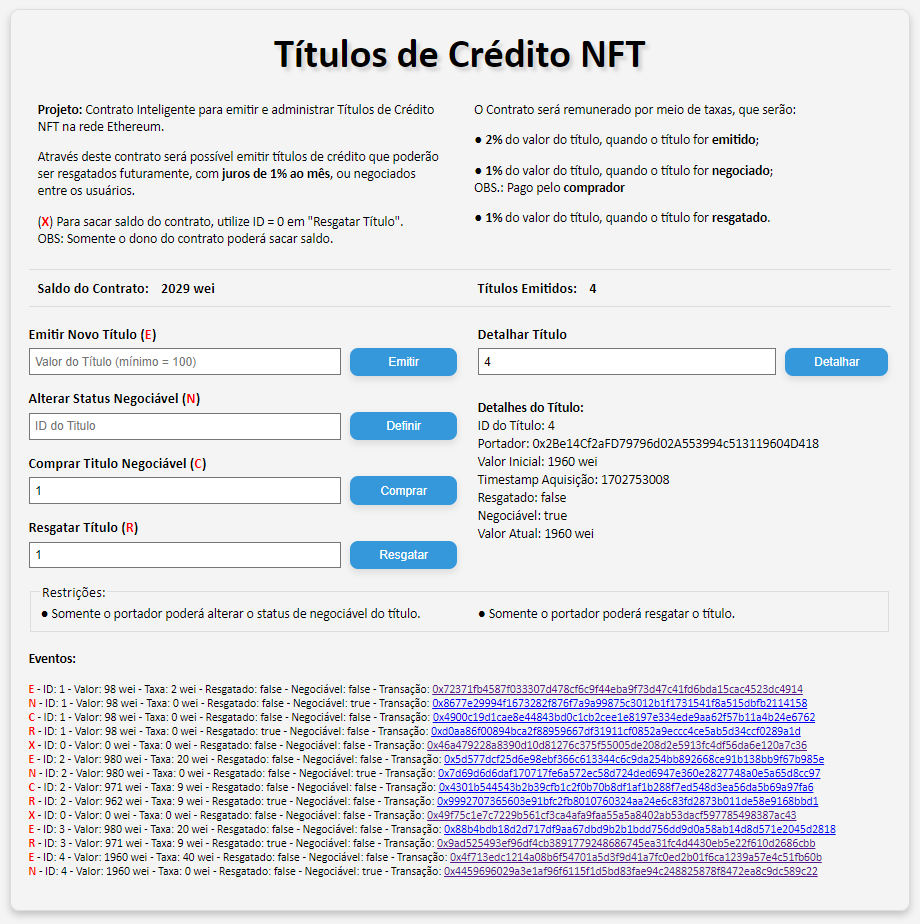 Títulos de Crédito NFT
Projeto: Contrato Inteligente para emitir e administrar Títulos de Crédito
NFT na rede Ethereum.
Através deste contrato será possível emitir títulos de crédito que poderão
ser resgatados futuramente, com juros de 1% ao mês, ou negociados
entre os usuários.
(X) Para sacar saldo do contrato, utilize ID = 0 em "Resgatar Título".
OBS: Somente o dono do contrato poderá sacar saldo.
O Contrato será remunerado por meio de taxas, que serão:
● 2% do valor do título, quando o título for emitido;
● 1% do valor do título, quando o título for negociado;
OBS.: Pago pelo comprador
● 1% do valor do título, quando o título for resgatado.
Saldo do Contrato: 2029 wei
Títulos Emitidos: 4
Emitir Novo Título (E)
Valor do Título (mínimo = 100)
Emitir
Alterar Status Negociável (N)
ID do Título
Definir
Comprar Titulo Negociável (C)
1
Comprar
Resgatar Título (R)
1
Resgatar
Detalhar Título
4
Detalhar
Detalhes do Título:
ID do Título: 4
Portador: 0x2Be14Cf2aFD79796d02A553994c513119604D418
Valor Inicial: 1960 wei
Timestamp Aquisição: 1702753008
Resgatado: false
Negociável: true
Valor Atual: 1960 wei
Restrições:
● Somente o portador poderá alterar o status de negociável do título.
● Somente o portador poderá resgatar o título.
Eventos:
E - ID: 1 - Valor: 98 wei - Taxa: 2 wei - Resgatado: false - Negociável: false - Transação: 0x72371fb4587f033307d478cf6c9f44eba9f73d47c41fd6bda15cac4523dc4914
N - ID: 1 - Valor: 98 wei - Taxa: 0 wei - Resgatado: false - Negociável: true - Transação: 0x8677e29994f1673282f876f7a9a99875c3012b1f1731541f8a515dbfb2114158
C - ID: 1 - Valor: 98 wei - Taxa: 0 wei - Resgatado: false - Negociável: false - Transação: 0x4900c19d1cae8e44843bd0c1cb2cee1e8197e334ede9aa62f57b11a4b24e6762
R - ID: 1 - Valor: 98 wei - Taxa: 0 wei - Resgatado: true - Negociável: false - Transação: 0xd0aa86f00894bca2f88959667df31911cf0852a9eccc4ce5ab5d34ccf0289a1d
X - ID: 0 - Valor: 0 wei - Taxa: 0 wei - Resgatado: false - Negociável: false - Transação: 0x46a479228a8390d10d81276c375f55005de208d2e5913fc4df56da6e120a7c36
E - ID: 2 - Valor: 980 wei - Taxa: 20 wei - Resgatado: false - Negociável: false - Transação: 0x5d577dcf25d6e98ebf366c613344c6c9da254bb892668ce91b138bb9f67b985e
N - ID: 2 - Valor: 980 wei - Taxa: 0 wei - Resgatado: false - Negociável: true - Transação: 0x7d69d6d6daf170717fe6a572ec58d724ded6947e360e2827748a0e5a65d8cc97
C - ID: 2 - Valor: 971 wei - Taxa: 9 wei - Resgatado: false - Negociável: false - Transação: 0x4301b544543b2b39cfb1c2f0b70b8df1af1b288f7ed548d3ea56da5b69a97fa6
R - ID: 2 - Valor: 962 wei - Taxa: 9 wei - Resgatado: true - Negociável: false - Transação: 0x9992707365603e91bfc2fb8010760324aa24e6c83fd2873b011de58e9168bbd1
X - ID: 0 - Valor: 0 wei - Taxa: 0 wei - Resgatado: false - Negociável: false - Transação: 0x49f75c1e7c7229b561cf3ca4afa9faa55a5a8402ab53dacf597785498387ac43
E - ID: 3 - Valor: 980 wei - Taxa: 20 wei - Resgatado: false - Negociável: false - Transação: 0x88b4bdb18d2d717df9aa67dbd9b2b1bdd756dd9d0a58ab14d8d571e2045d2818
R - ID: 3 - Valor: 971 wei - Taxa: 9 wei - Resgatado: true - Negociável: false - Transação: 0x9ad525493ef96df4cb3891779248686745ea31fc4d4430eb5e22f610d2686cbb
E - ID: 4 - Valor: 1960 wei - Taxa: 40 wei - Resgatado: false - Negociável: false - Transação: 0x4f713edc1214a08b6f54701a5d3f9d41a7fc0ed2b01f6ca1239a57e4c51fb60b
N - ID: 4 - Valor: 1960 wei - Taxa: 0 wei - Resgatado: false - Negociável: true - Transação: 0x4459696029a3e1af96f6115f1d5bd83fae94c248825878f8472ea8c9dc589c22